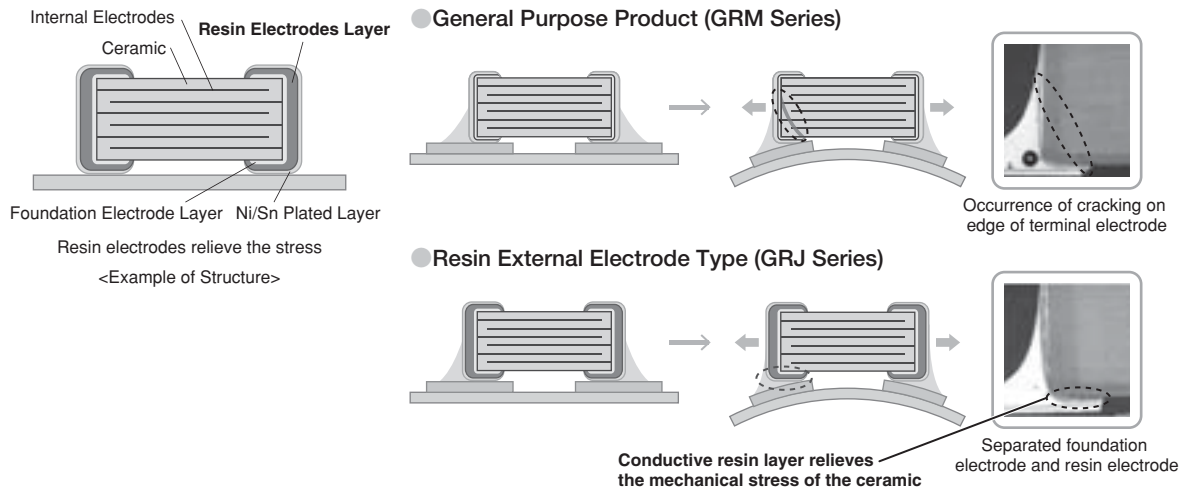 Internal Electrodes
Resin Electrodes Layer
Ceramic
Foundation Electrode Layer
Ni/Sn Plated Layer
Resin electrodes relieve the stress
<Example of Structure>
General Purpose Product (GRM Series)
Occurrence of cracking on
edge of terminal electrode
Resin External Electrode Type (GRJ Series)
Conductive resin layer relieves
the mechanical stress of the ceramic
Separated foundation
electrode and resin electrode